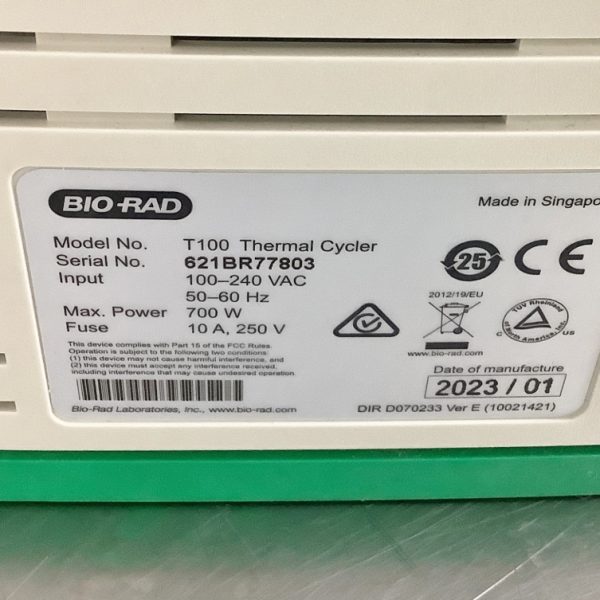 BIO-RAD
Made in Singapo
Model No. T100 Thermal Cycler
Serial No. 621BR77803
Input 100–240 VAC
50–60 Hz
Max. Power 700 W
Fuse 10 A, 250 V
25
CE
2012/19/EU
www.bio-rad.com
TÜV Rheinland
of North America, Inc.
C US
This device complies with Part 15 of the FCC Rules.
Operation is subject to the following two conditions:
(1) this device may not cause harmful interference, and
(2) this device must accept any interference received,
including interference that may cause undesired operation.
Date of manufacture
2023 / 01
Bio-Rad Laboratories, Inc., www.bio-rad.com
DIR D070233 Ver E (10021421)